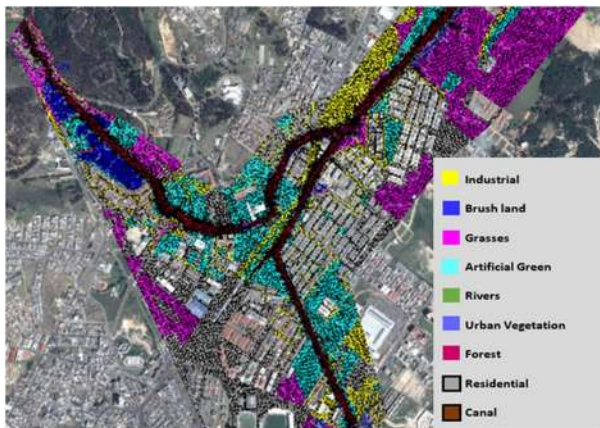 Industrial
Brush land
Grasses
Artificial Green
Rivers
Urban Vegetation
Forest
Residential
Canal